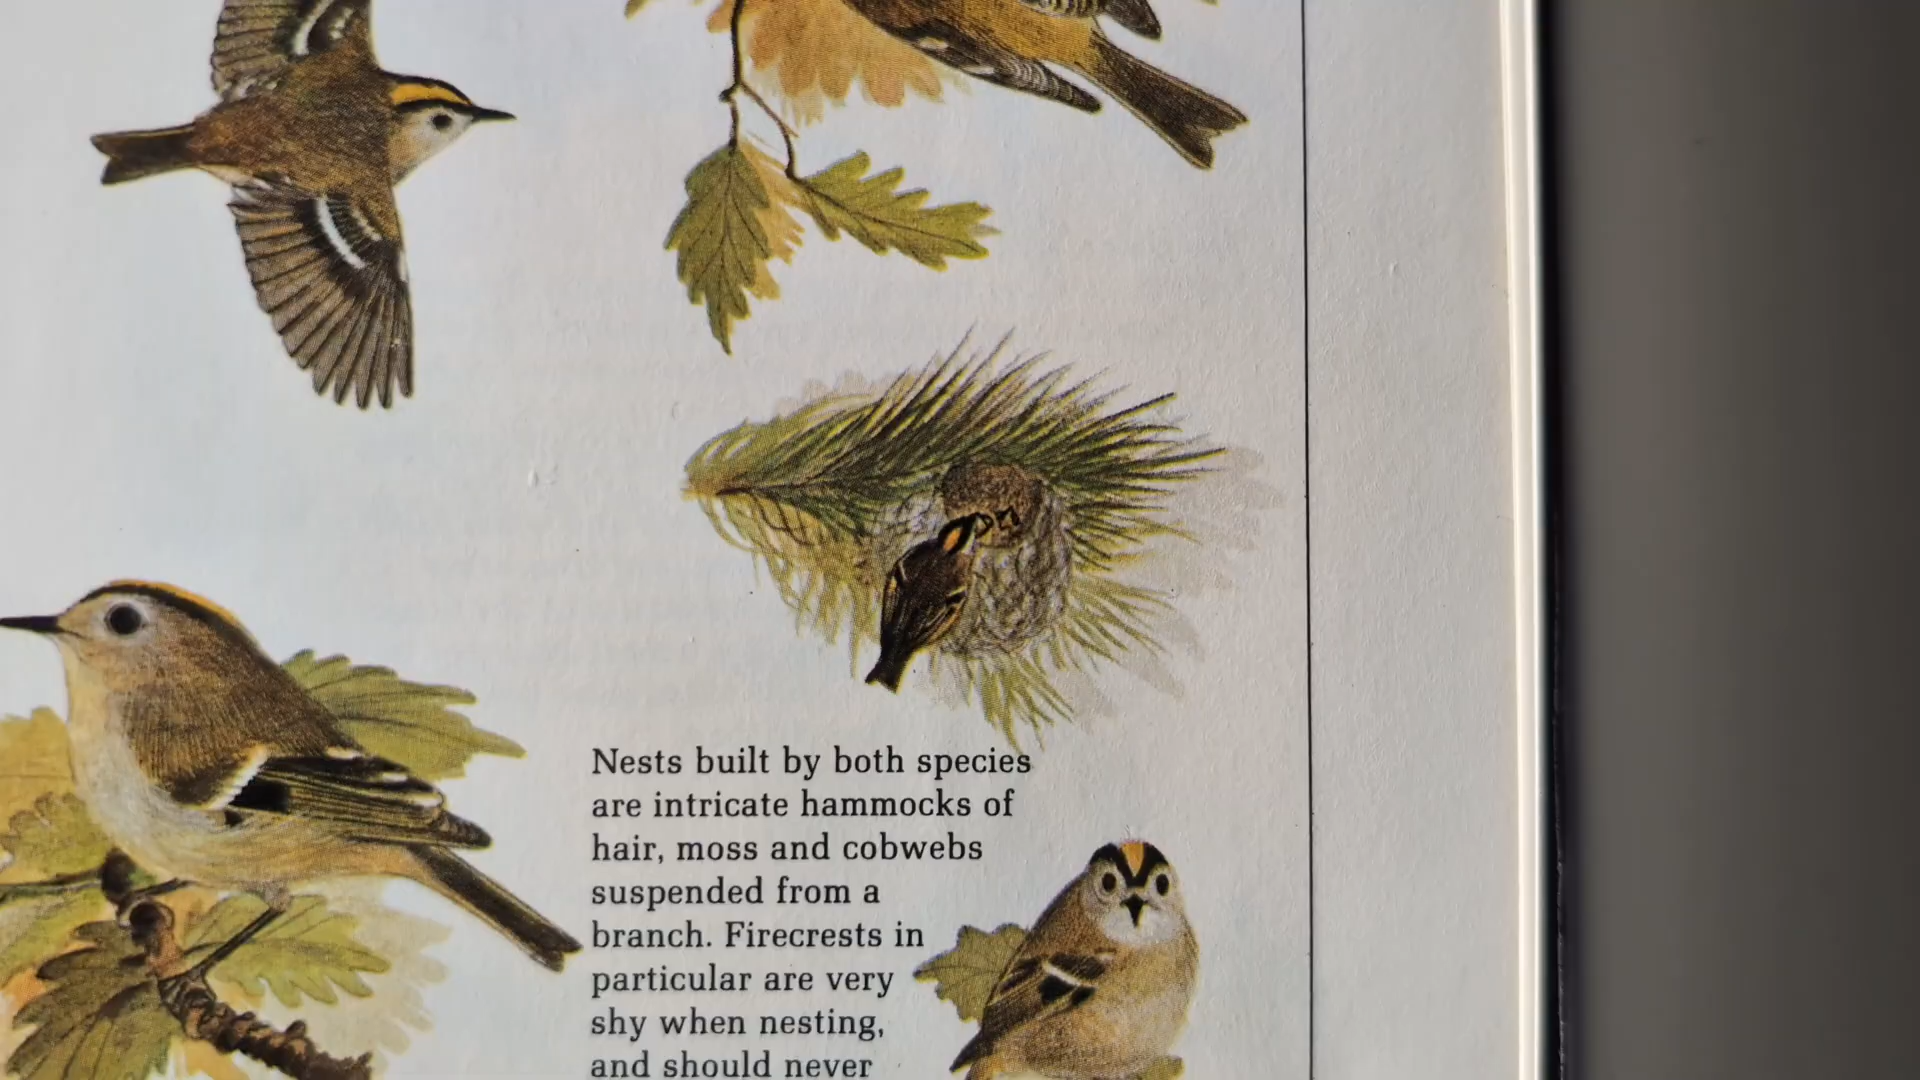 Nests built by both species
are intricate hammocks of
hair, moss and cobwebs
suspended from a
branch. Firecrests in
particular are very
shy when nesting,
and should never